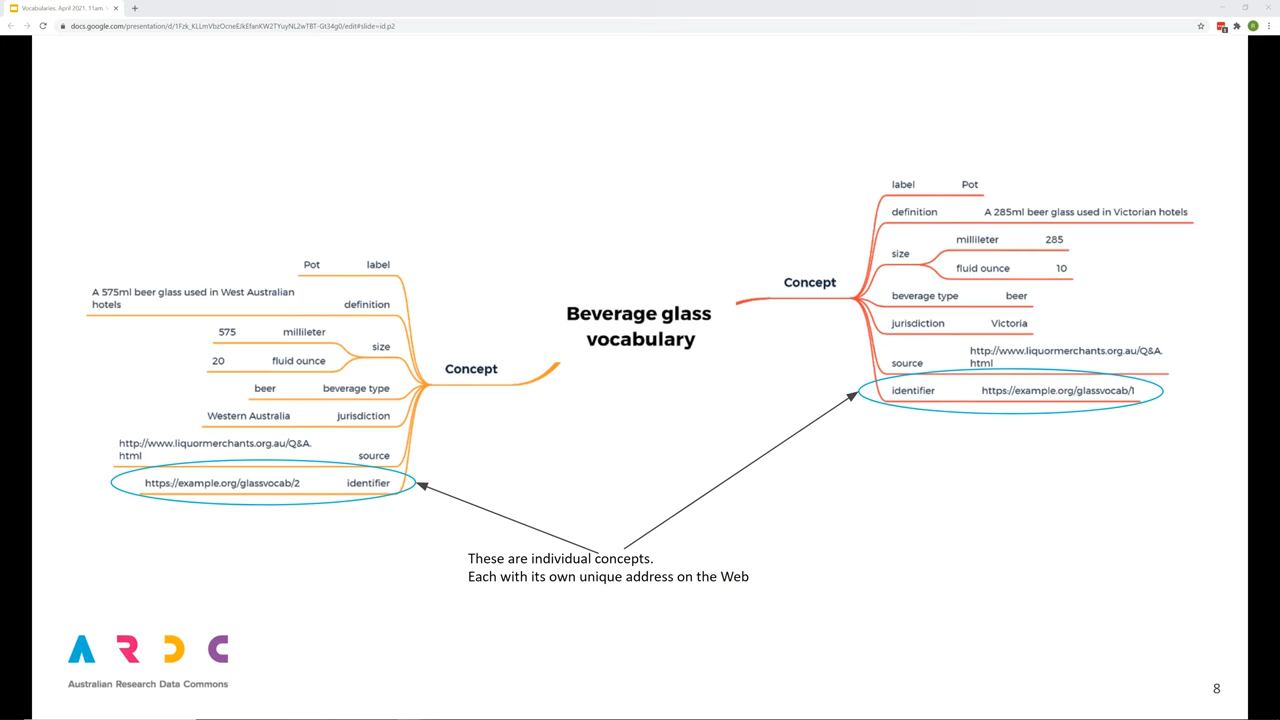 Vocabularies. April 2021. 11am.
docs.google.com/presentation/d/1Fzk_KLLmVbzOcneEJkEfanKW2TYuyNL2wTBT-Gt34g0/edit#slide=id.p2
label Pot
definition A 285ml beer glass used in Victorian hotels
millileter 285
size
fluid ounce 10
Concept
beverage type beer
jurisdiction Victoria
http://www.liquormerchants.org.au/Q&A.
source html
identifier https://example.org/glassvocab/1
Beverage glass
vocabulary
Pot label
A 575ml beer glass used in West Australian
hotels definition
575 millileter
size
20 fluid ounce
Concept
beer beverage type
Western Australia jurisdiction
http://www.liquormerchants.org.au/Q&A.
html source
https://example.org/glassvocab/2 identifier
These are individual concepts.
Each with its own unique address on the Web
ARDC
Australian Research Data Commons
8